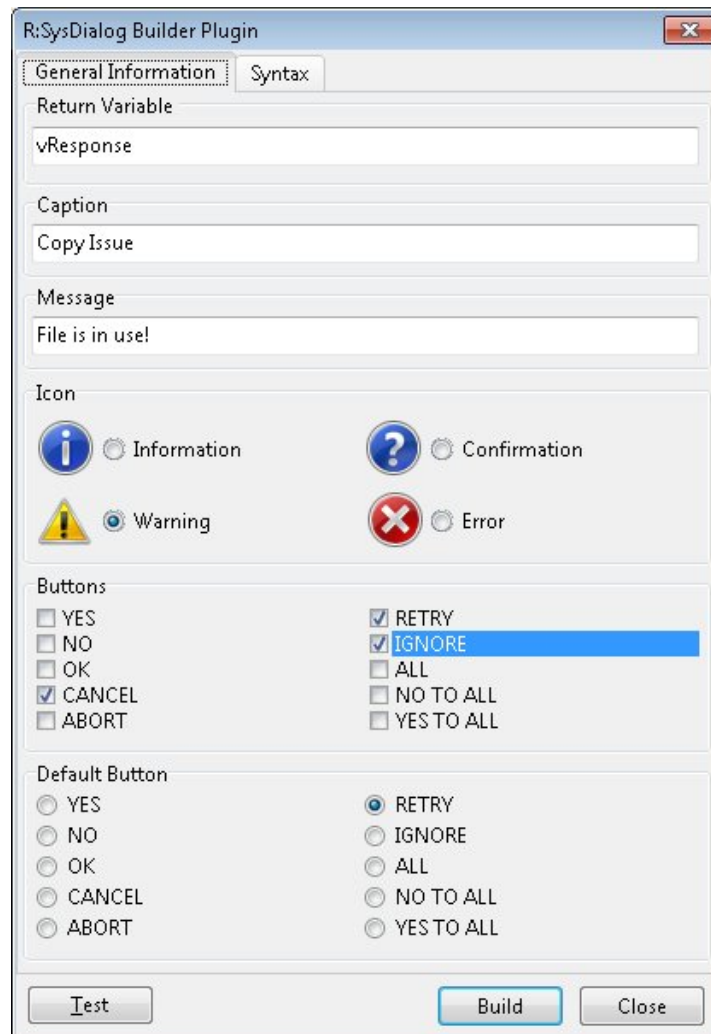 R:SysDialog Builder Plugin
General Information
Syntax
Return Variable
vResponse
Caption
Copy Issue
Message
File is in use!
Icon
Information
Confirmation
Warning
Error
Buttons
YES
NO
OK
CANCEL
ABORT
RETRY
IGNORE
ALL
NO TO ALL
YES TO ALL
Default Button
YES
NO
OK
CANCEL
ABORT
RETRY
IGNORE
ALL
NO TO ALL
YES TO ALL
Test
Build
Close